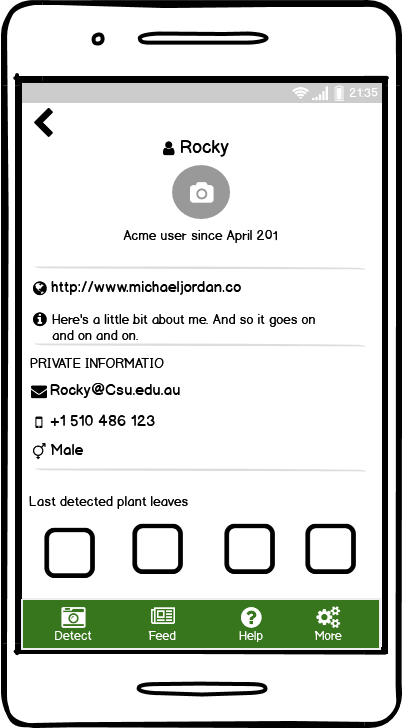 21:35
Rocky
Acme user since April 201
http://www.michaeljordan.co
Here's a little bit about me. And so it goes on
and on and on.
PRIVATE INFORMATIO
Rocky@Csu.edu.au
+1 510 486 123
Male
Last detected plant leaves
Detect Feed Help More